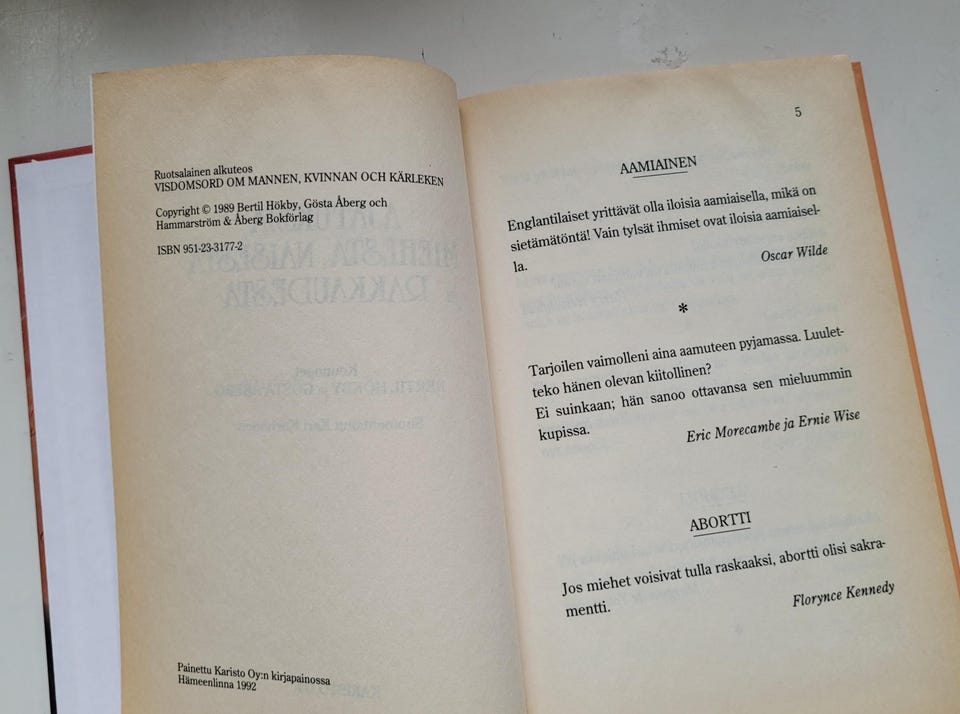 Ruotsalainen alkuteos
VISDOMSORD OM MANNEN, KVINNAN OCH KÄRLEKEN
Copyright © 1989 Bertil Hökby, Gösta Åberg och
Hammarström & Åberg Bokförlag
ISBN 951-23-3177-2
Painettu Karisto Oy:n kirjapainossa
Hämeenlinna 1992
5
AAMIAINEN
Englantilaiset yrittävät olla iloisia aamiaisella, mikä on
sietämätöntä! Vain tylsät ihmiset ovat iloisia aamiaisel-
la.
Oscar Wilde
*
Tarjoilen vaimolleni aina aamuteen pyjamassa. Luulet-
teko hänen olevan kiitollinen?
Ei suinkaan; hän sanoo ottavansa sen mieluummin
kupissa.
Eric Morecambe ja Ernie Wise
ABORTTI
Jos miehet voisivat tulla raskaaksi, abortti olisi sakra-
mentti.
Florynce Kennedy